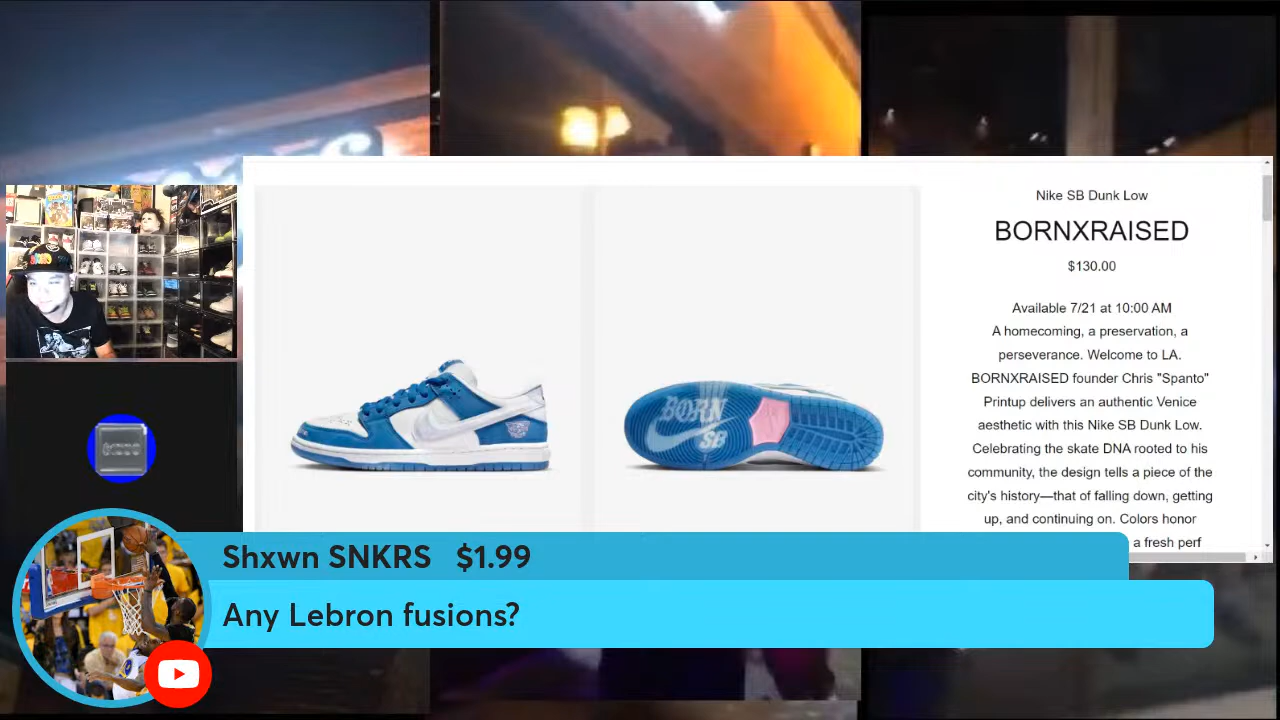 Nike SB Dunk Low
BORNXRAISED
$130.00
Available 7/21 at 10:00 AM
A homecoming, a preservation, a
perseverance. Welcome to LA.
BORNXRAISED founder Chris "Spanto"
Printup delivers an authentic Venice
aesthetic with this Nike SB Dunk Low.
Celebrating the skate DNA rooted to his
community, the design tells a piece of the
city's history—that of falling down, getting
up, and continuing on. Colors honor
a fresh perf
BORN
SB
Shxwn SNKRS $1.99
Any Lebron fusions?